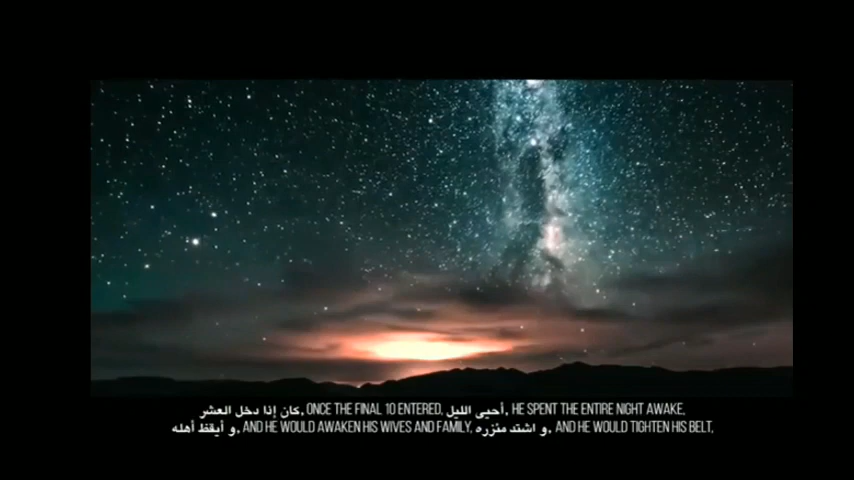 كان إذا دخل العشر, ONCE THE FINAL 10 ENTERED, أحيى الليل, HE SPENT THE ENTIRE NIGHT AWAKE,
و أيقظ أهله, AND HE WOULD AWAKEN HIS WIVES AND FAMILY, و اشتد مئزره, AND HE WOULD TIGHTEN HIS BELT,